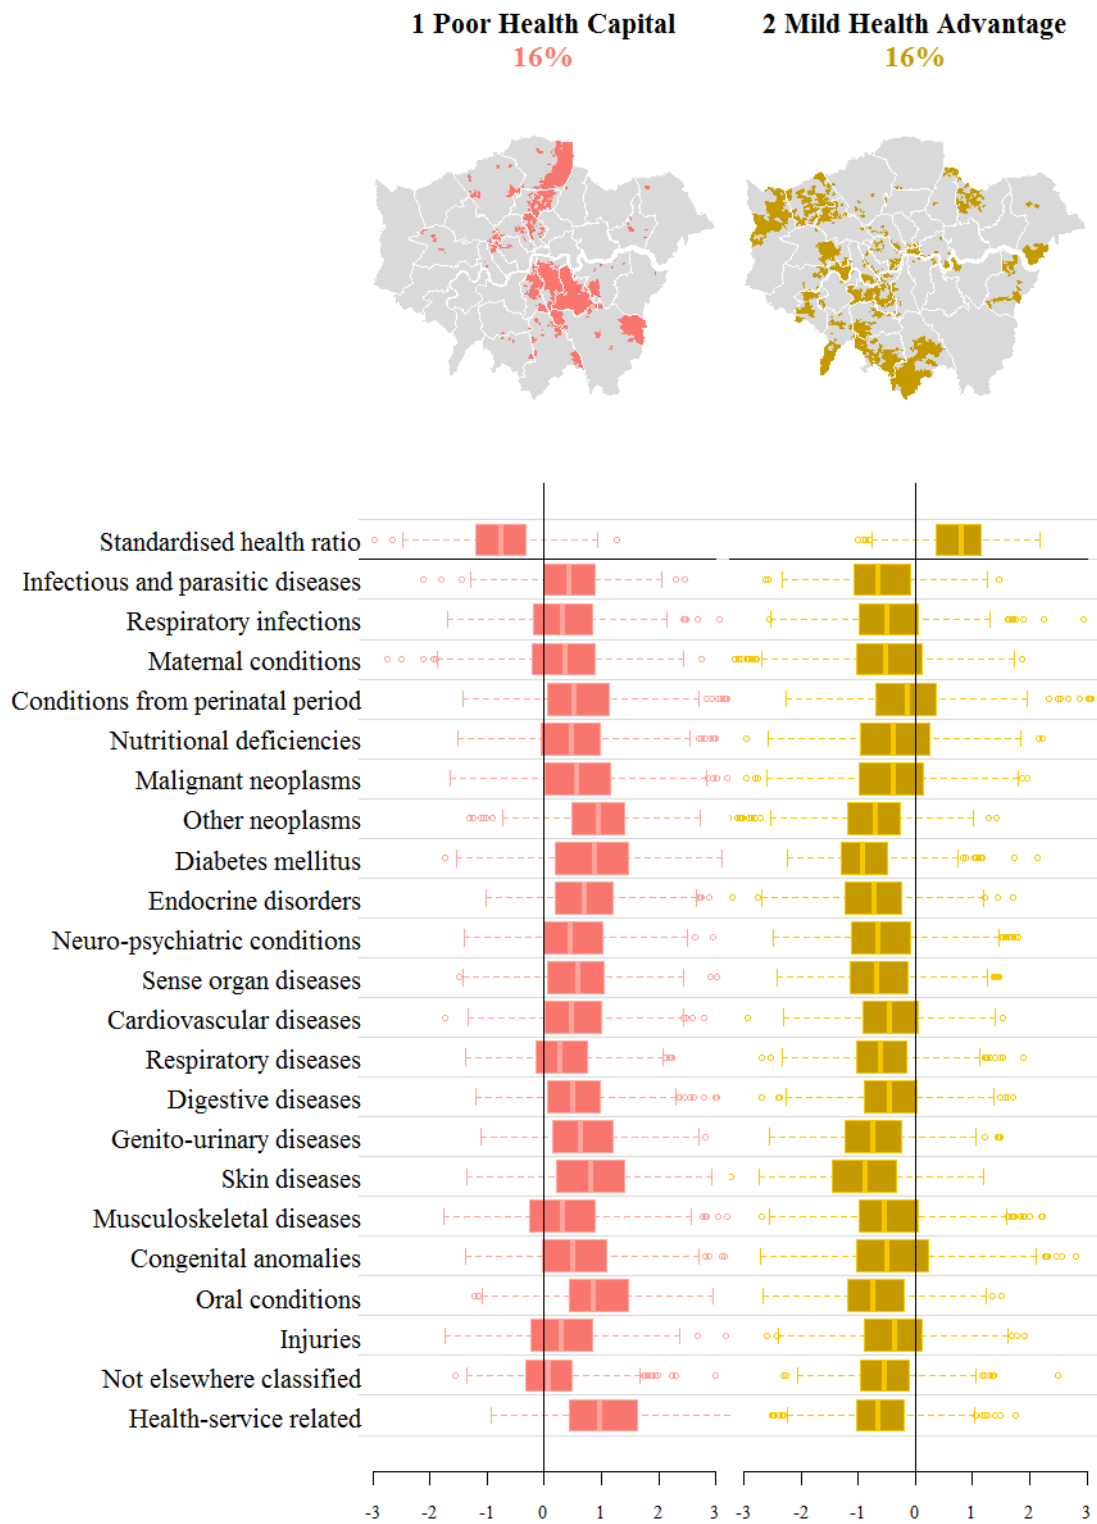 1 Poor Health Capital
16%
2 Mild Health Advantage
16%
Standardised health ratio
Infectious and parasitic diseases
Respiratory infections
Maternal conditions
Conditions from perinatal period
Nutritional deficiencies
Malignant neoplasms
Other neoplasms
Diabetes mellitus
Endocrine disorders
Neuro-psychiatric conditions
Sense organ diseases
Cardiovascular diseases
Respiratory diseases
Digestive diseases
Genito-urinary diseases
Skin diseases
Musculoskeletal diseases
Congenital anomalies
Oral conditions
Injuries
Not elsewhere classified
Health-service related
-3 -2 -1 0 1 2 3
-3 -2 -1 0 1 2 3